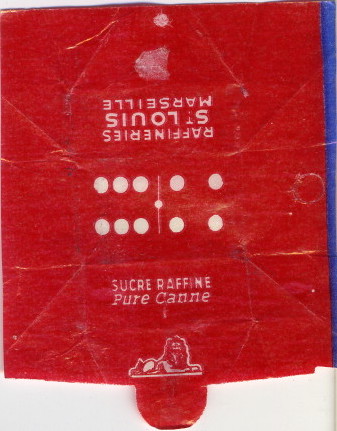 RAFFINERIES
ST LOUIS
MARSEILLE
SUCRE RAFFINE
Pure Canne